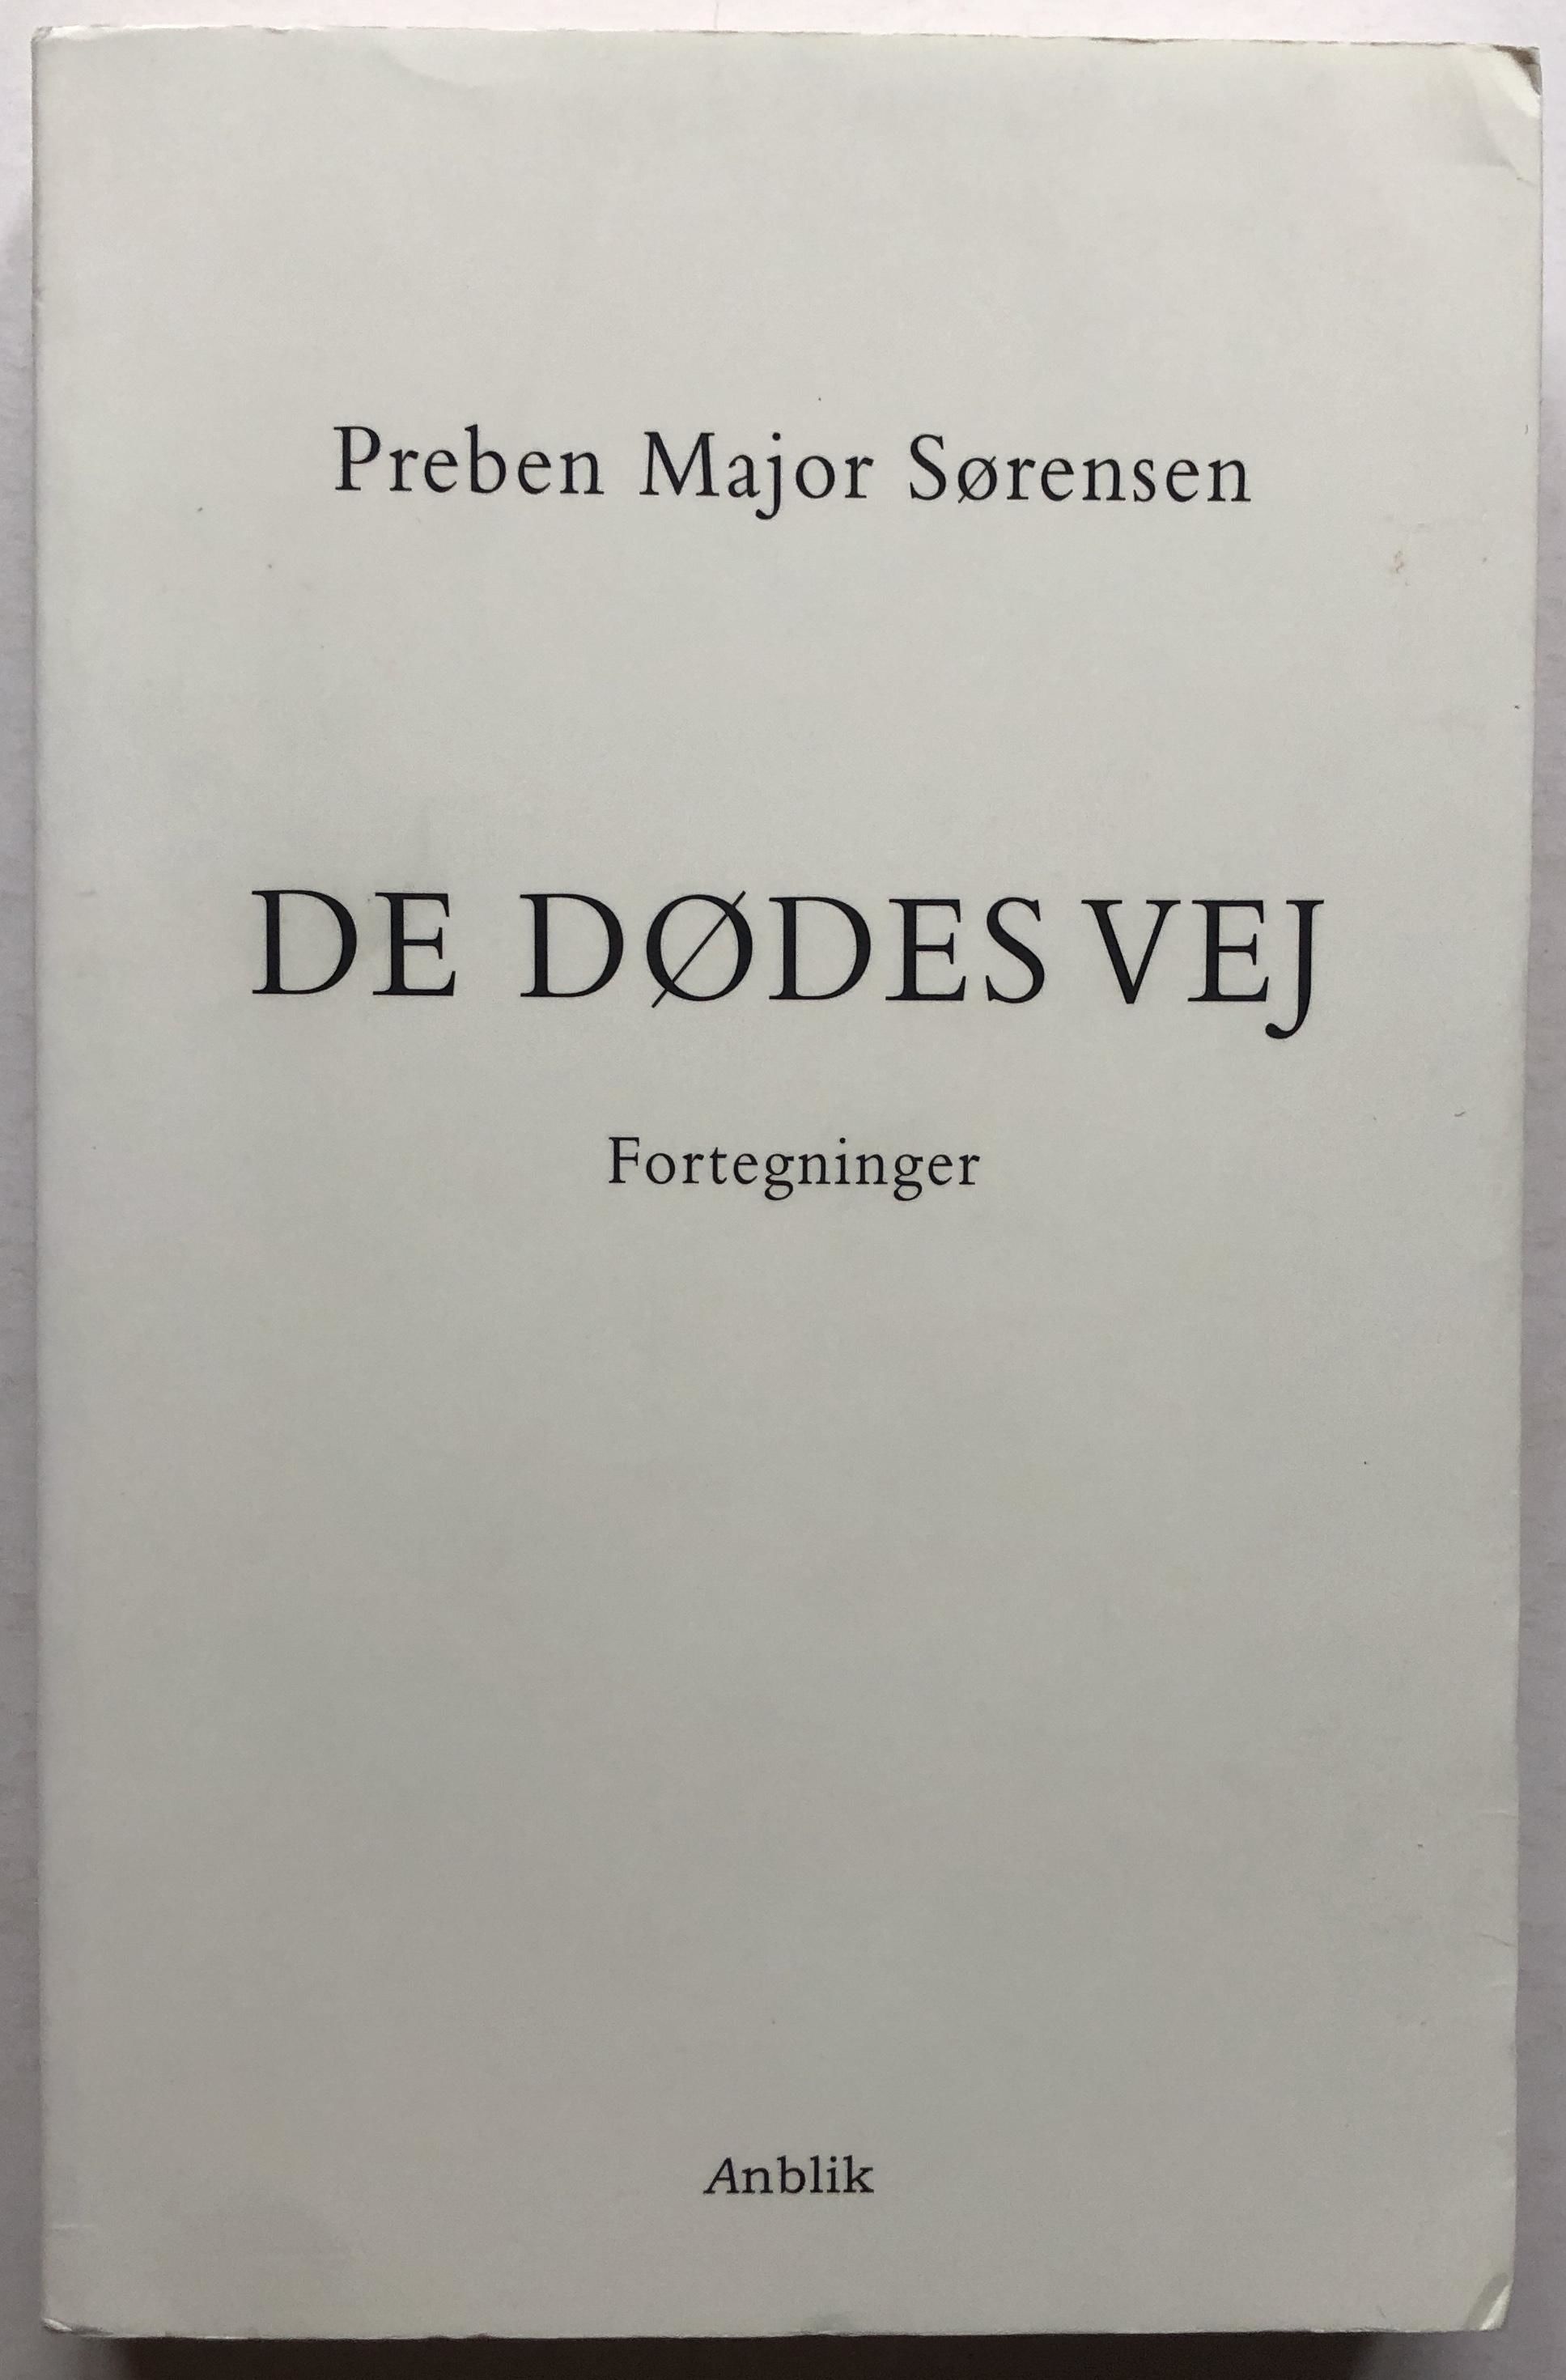 Preben Major Sørensen
DE DØDES VEJ
Fortegninger
Anblik